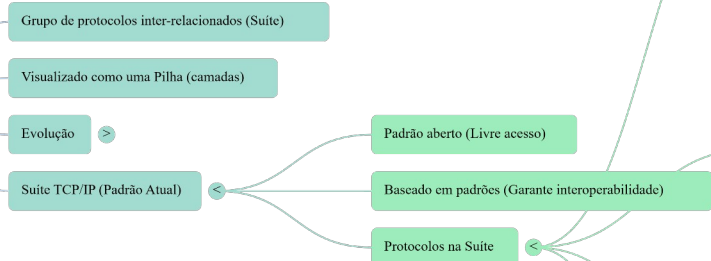 Grupo de protocolos inter-relacionados (Suíte)
Visualizado como uma Pilha (camadas)
Evolução >
Padrão aberto (Livre acesso)
Suíte TCP/IP (Padrão Atual) <
Baseado em padrões (Garante interoperabilidade)
Protocolos na Suíte <